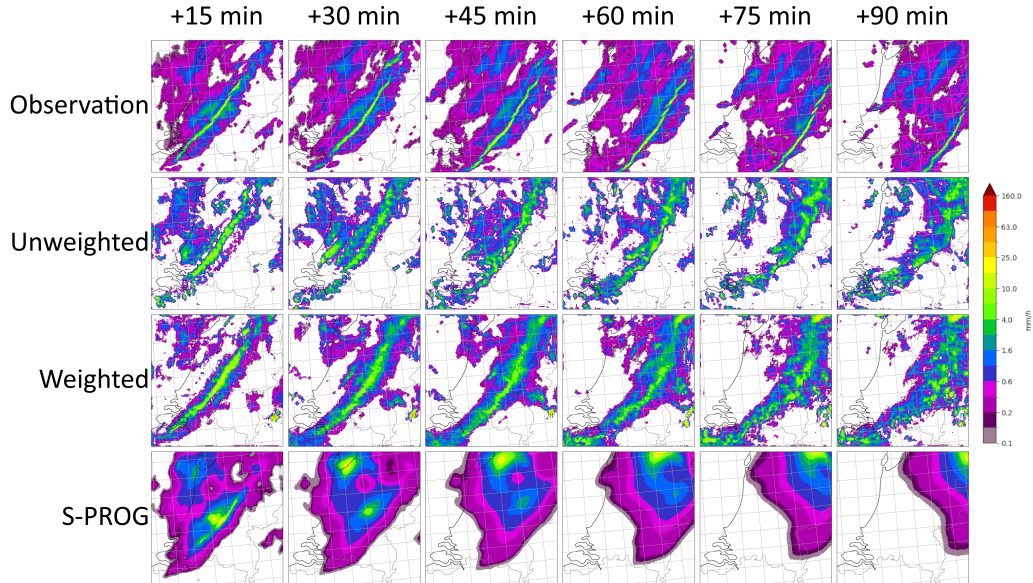 +15 min +30 min +45 min +60 min +75 min +90 min
Observation
Unweighted
Weighted
S-PROG
160.0
63.0
25.0
10.0
4.0
1.6
0.6
0.2
0.1
mm/h